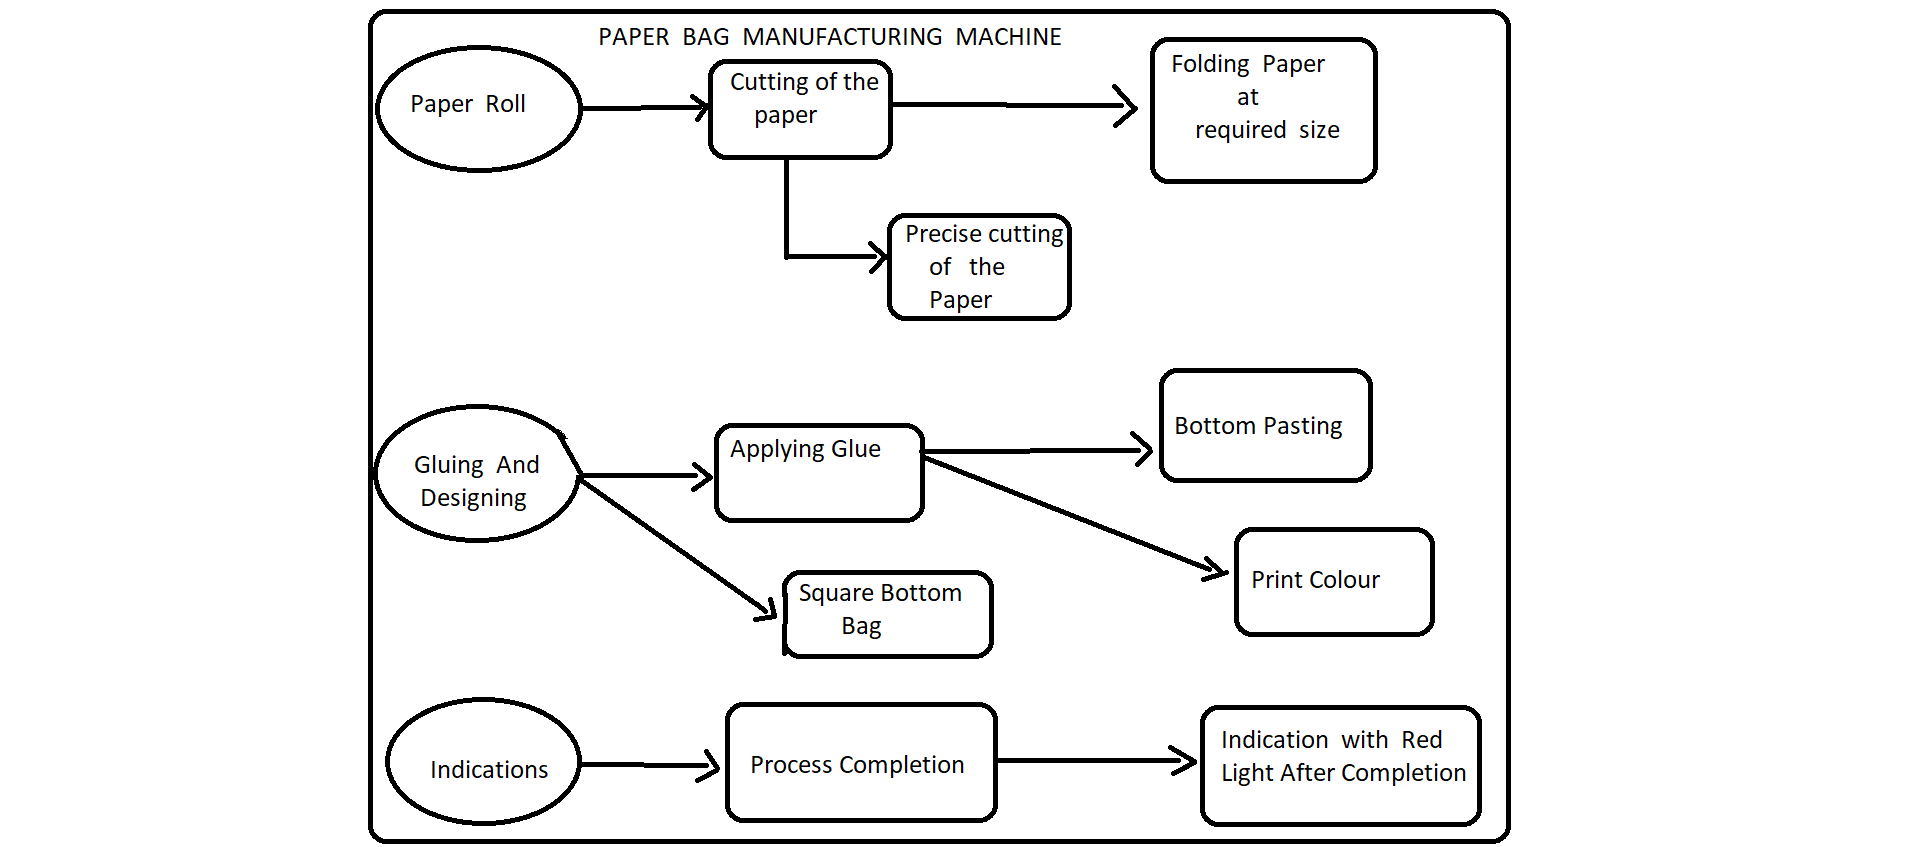 PAPER BAG MANUFACTURING MACHINE
Paper Roll
Cutting of the
paper
Folding Paper
at
required size
Precise cutting
of the
Paper
Gluing And
Designing
Applying Glue
Bottom Pasting
Print Colour
Square Bottom
Bag
Indications
Process Completion
Indication with Red
Light After Completion